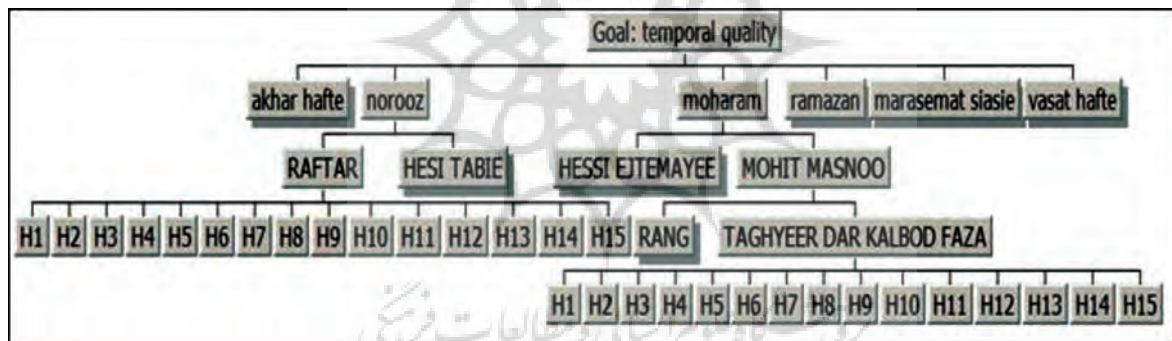 Goal: temporal quality
akhar hafte norooz moharam ramazan marasemat siasie vasat hafte
RAFTAR HESI TABIE HESSI EJTEMAYEE MOHIT MASNOO
H1 H2 H3 H4 H5 H6 H7 H8 H9 H10 H11 H12 H13 H14 H15 RANG TAGHYEER DAR KALBOD FAZA
H1 H2 H3 H4 H5 H6 H7 H8 H9 H10 H11 H12 H13 H14 H15